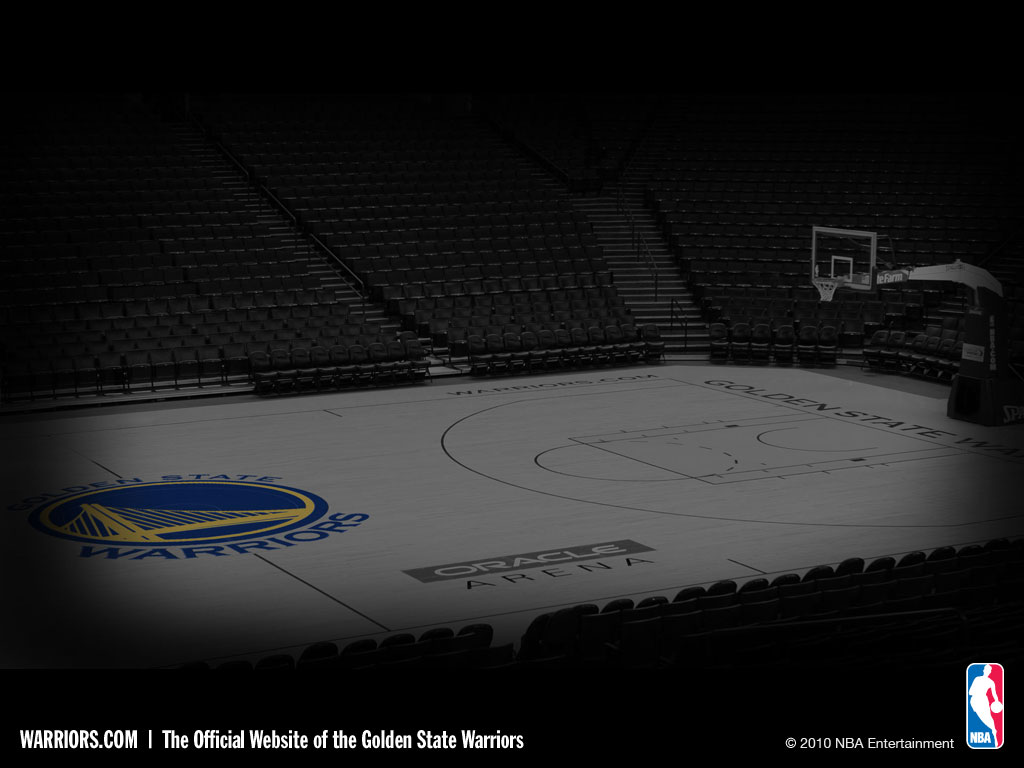 WARRIORS.COM
GOLDEN STATE WA
GOLDEN STATE
WARRIORS
ORACLE
ARENA
WARRIORS.COM | The Official Website of the Golden State Warriors
© 2010 NBA Entertainment
NBA